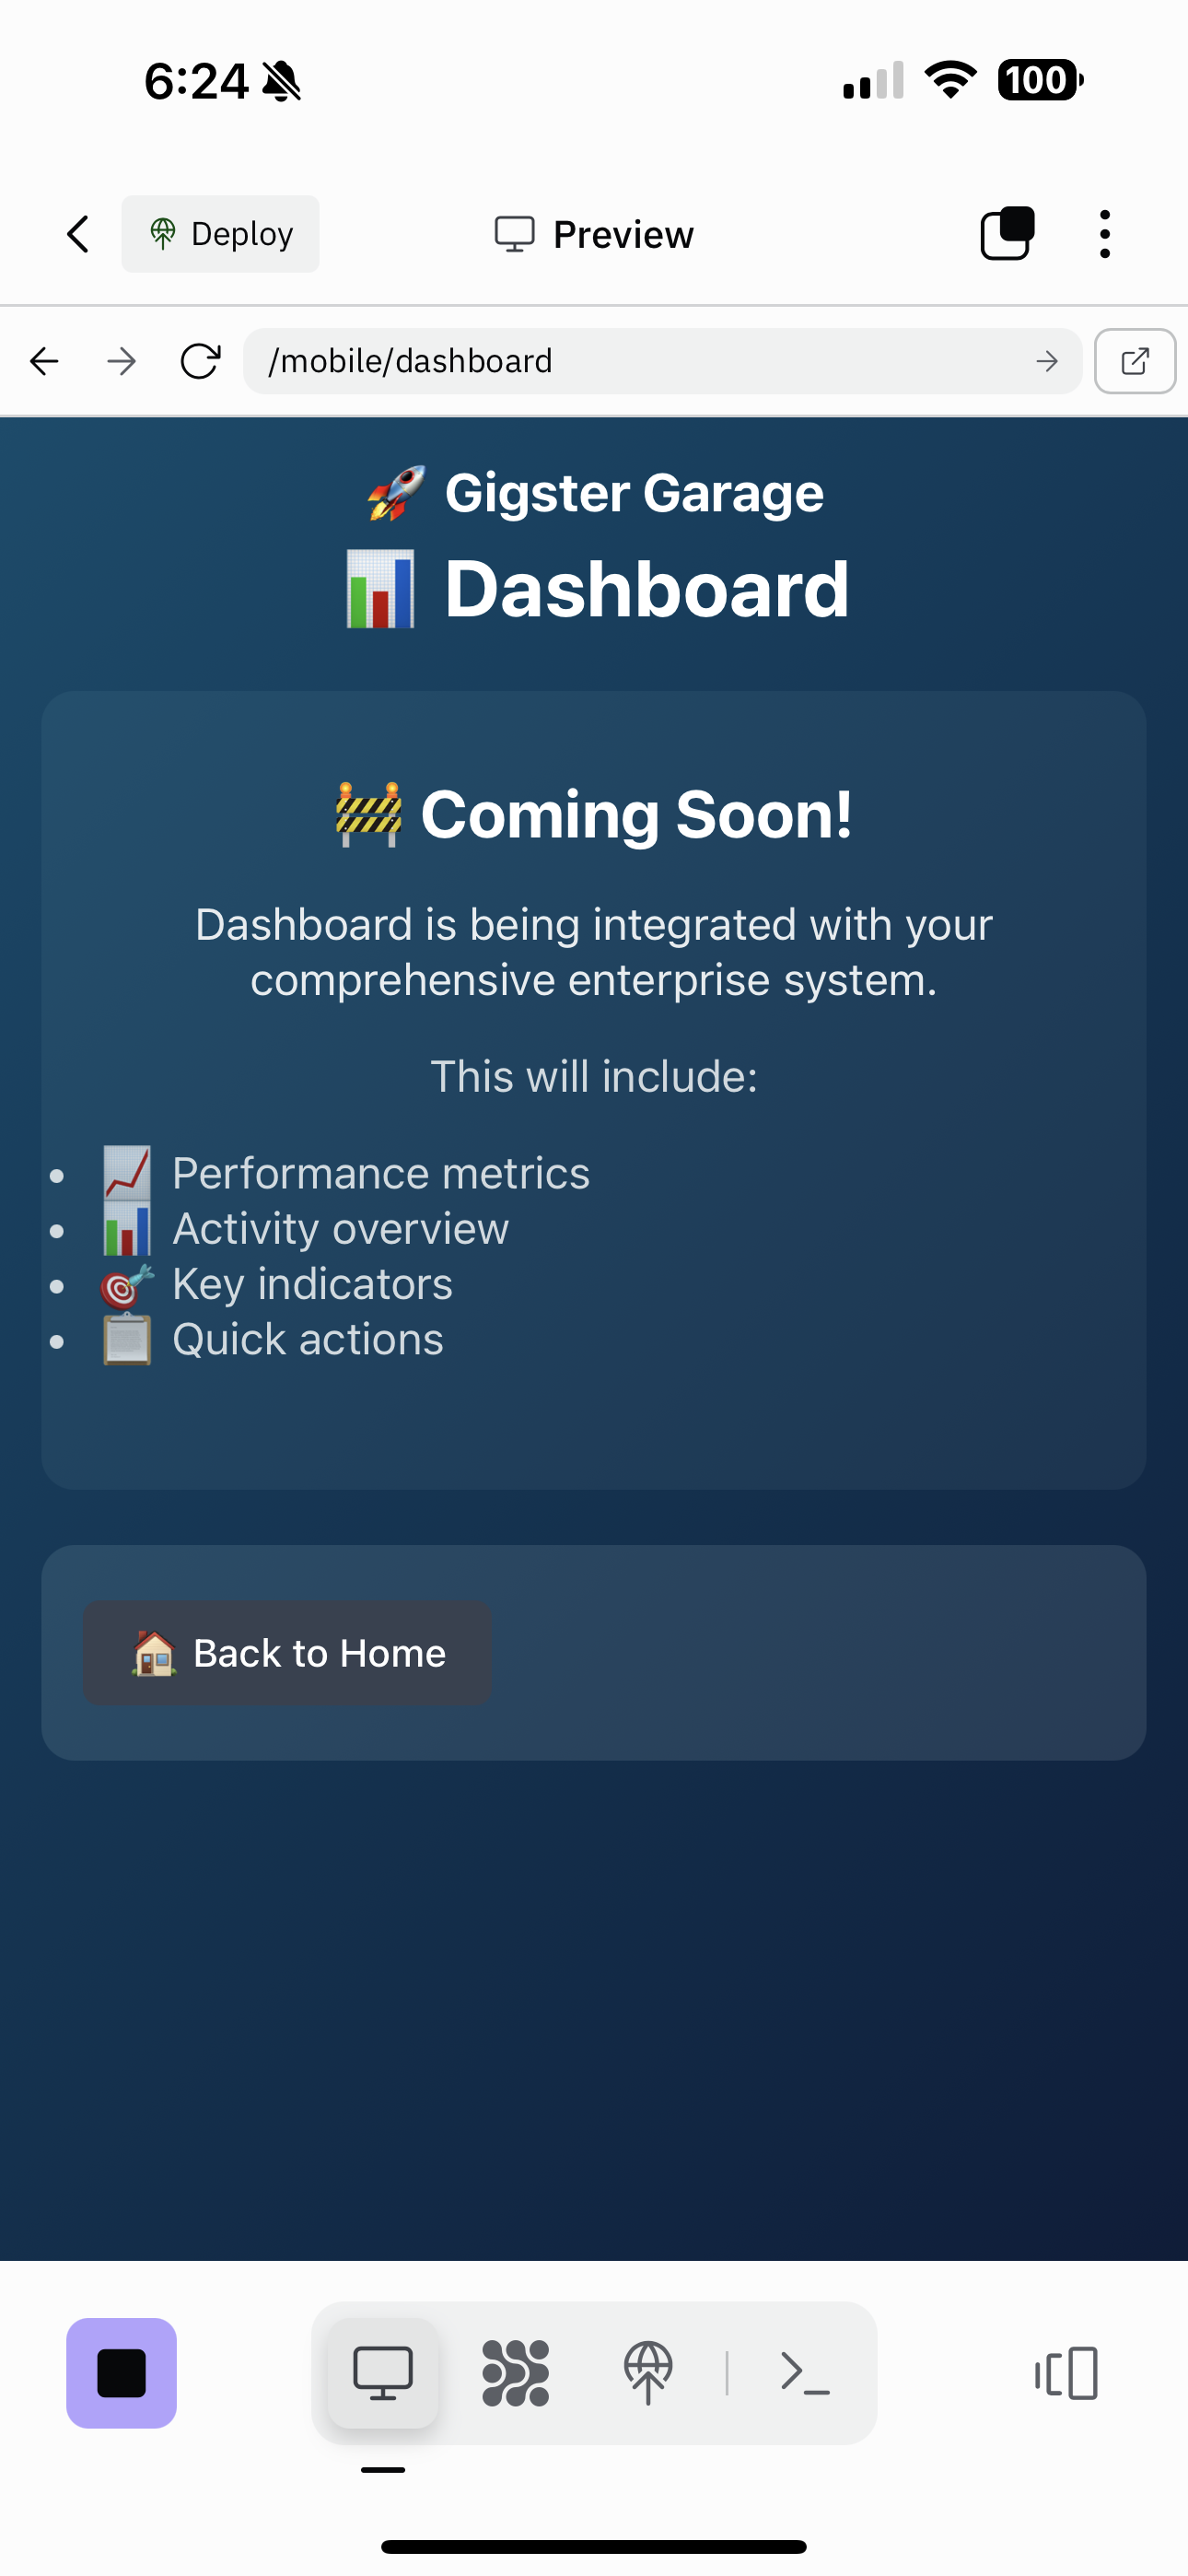 6:24
100
Deploy
Preview
/mobile/dashboard
🚀 Gigster Garage
📊 Dashboard
🚧 Coming Soon!
Dashboard is being integrated with your
comprehensive enterprise system.
This will include:
• 📈 Performance metrics
• 📊 Activity overview
• 🎯 Key indicators
• 📋 Quick actions
🏠 Back to Home